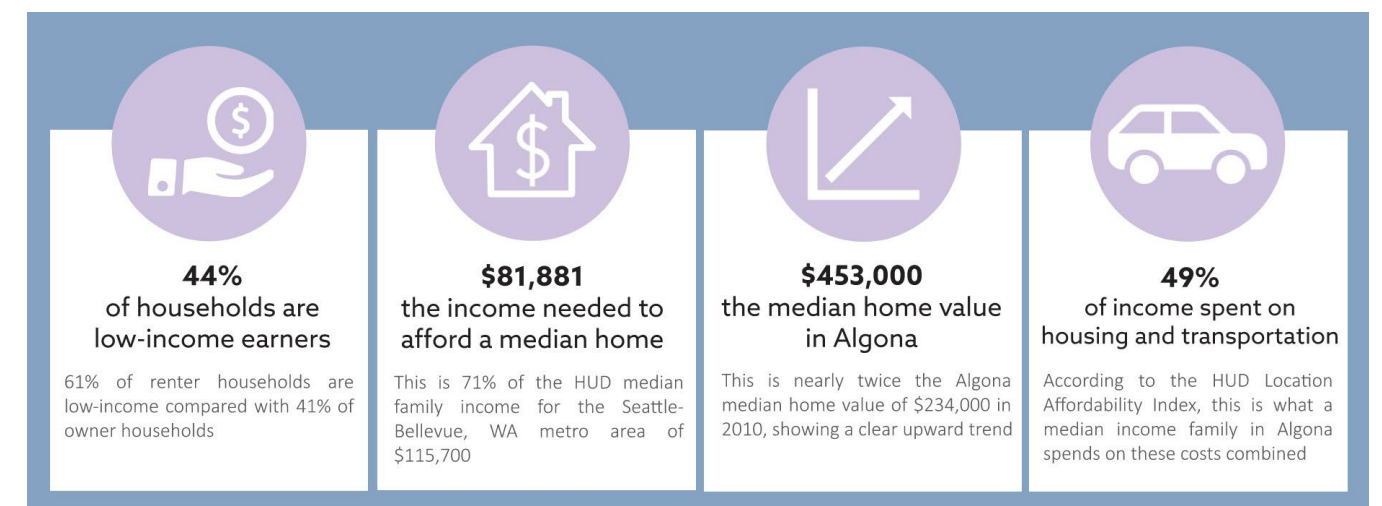 $
44%
of households are
low-income earners
61% of renter households are
low-income compared with 41% of
owner households
$
$81,881
the income needed to
afford a median home
This is 71% of the HUD median
family income for the Seattle-
Bellevue, WA metro area of
$115,700
$453,000
the median home value
in Algona
This is nearly twice the Algona
median home value of $234,000 in
2010, showing a clear upward trend
49%
of income spent on
housing and transportation
According to the HUD Location
Affordability Index, this is what a
median income family in Algona
spends on these costs combined